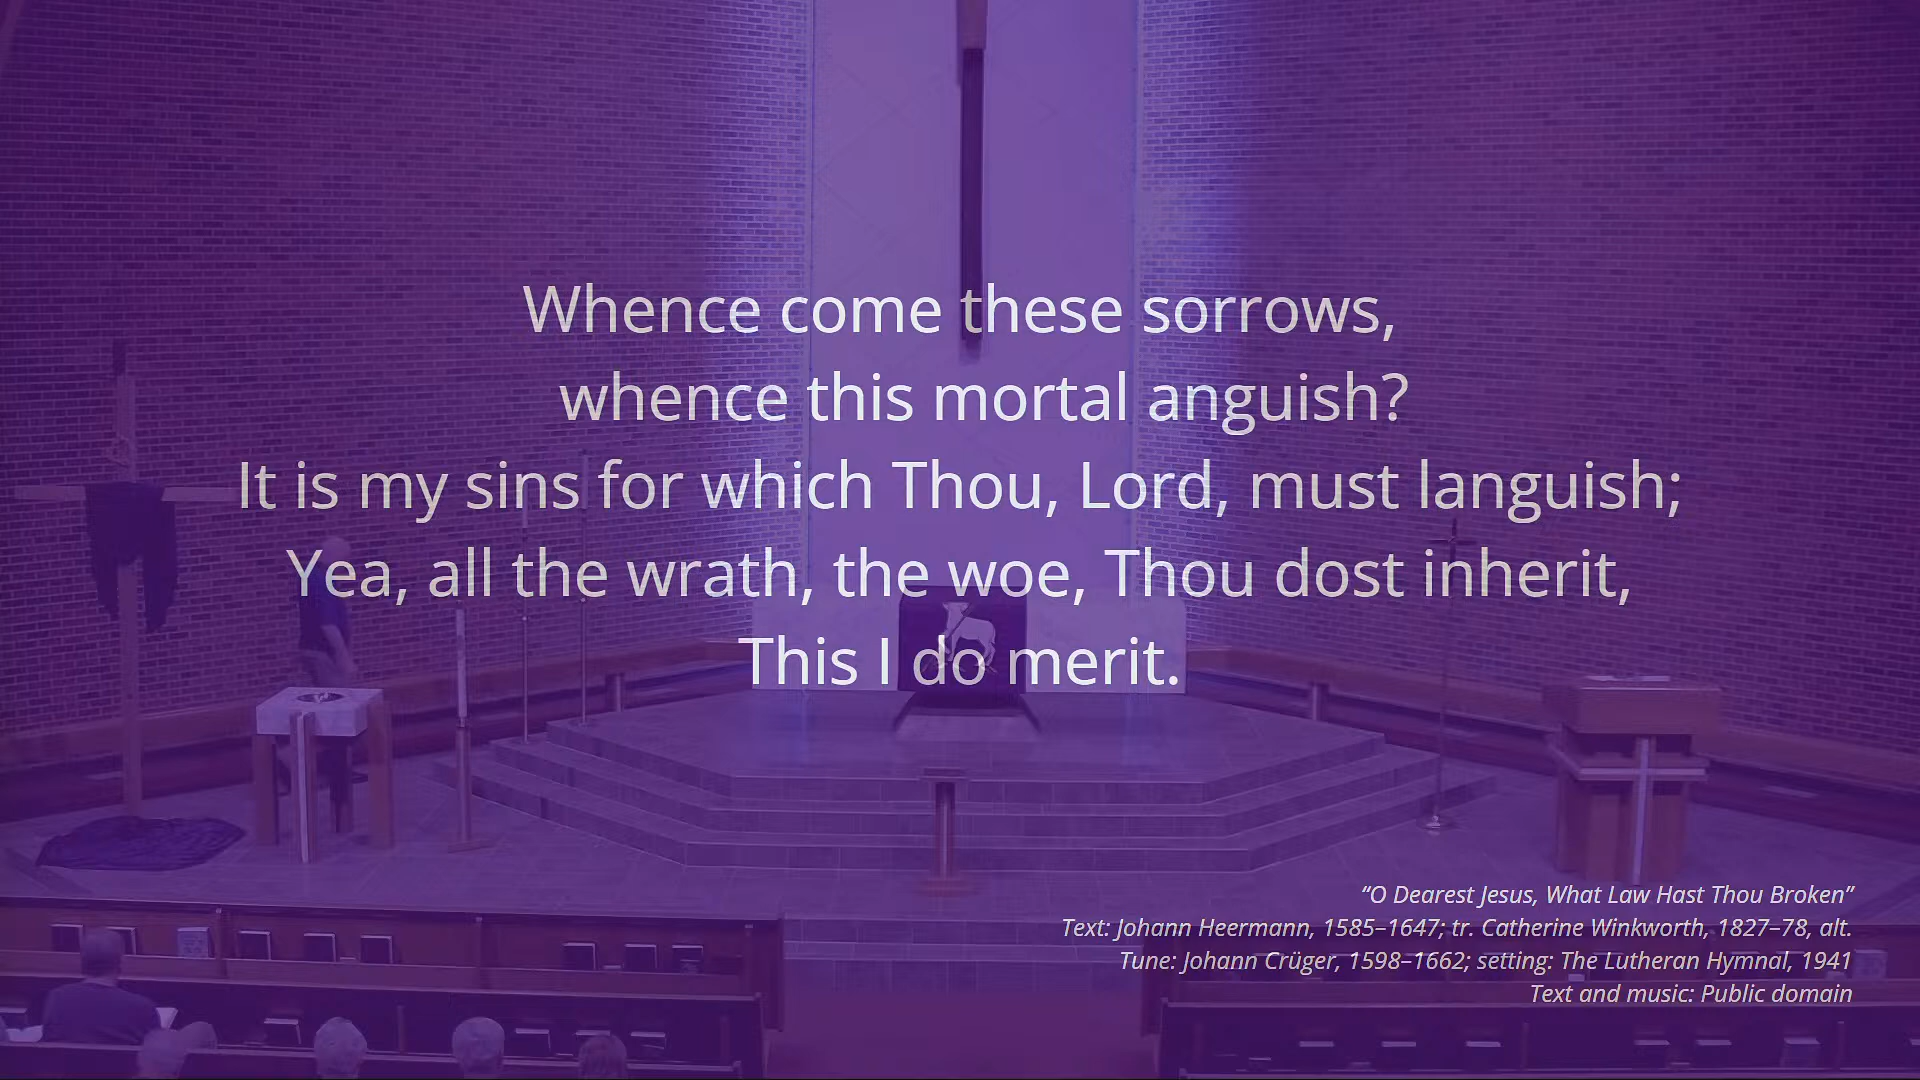 Whence come these sorrows,
whence this mortal anguish?
It is my sins for which Thou, Lord, must languish;
Yea, all the wrath, the woe, Thou dost inherit,
This I do merit.
“O Dearest Jesus, What Law Hast Thou Broken”
Text: Johann Heermann, 1585–1647; tr. Catherine Winkworth, 1827–78, alt.
Tune: Johann Crüger, 1598–1662; setting: The Lutheran Hymnal, 1941
Text and music: Public domain